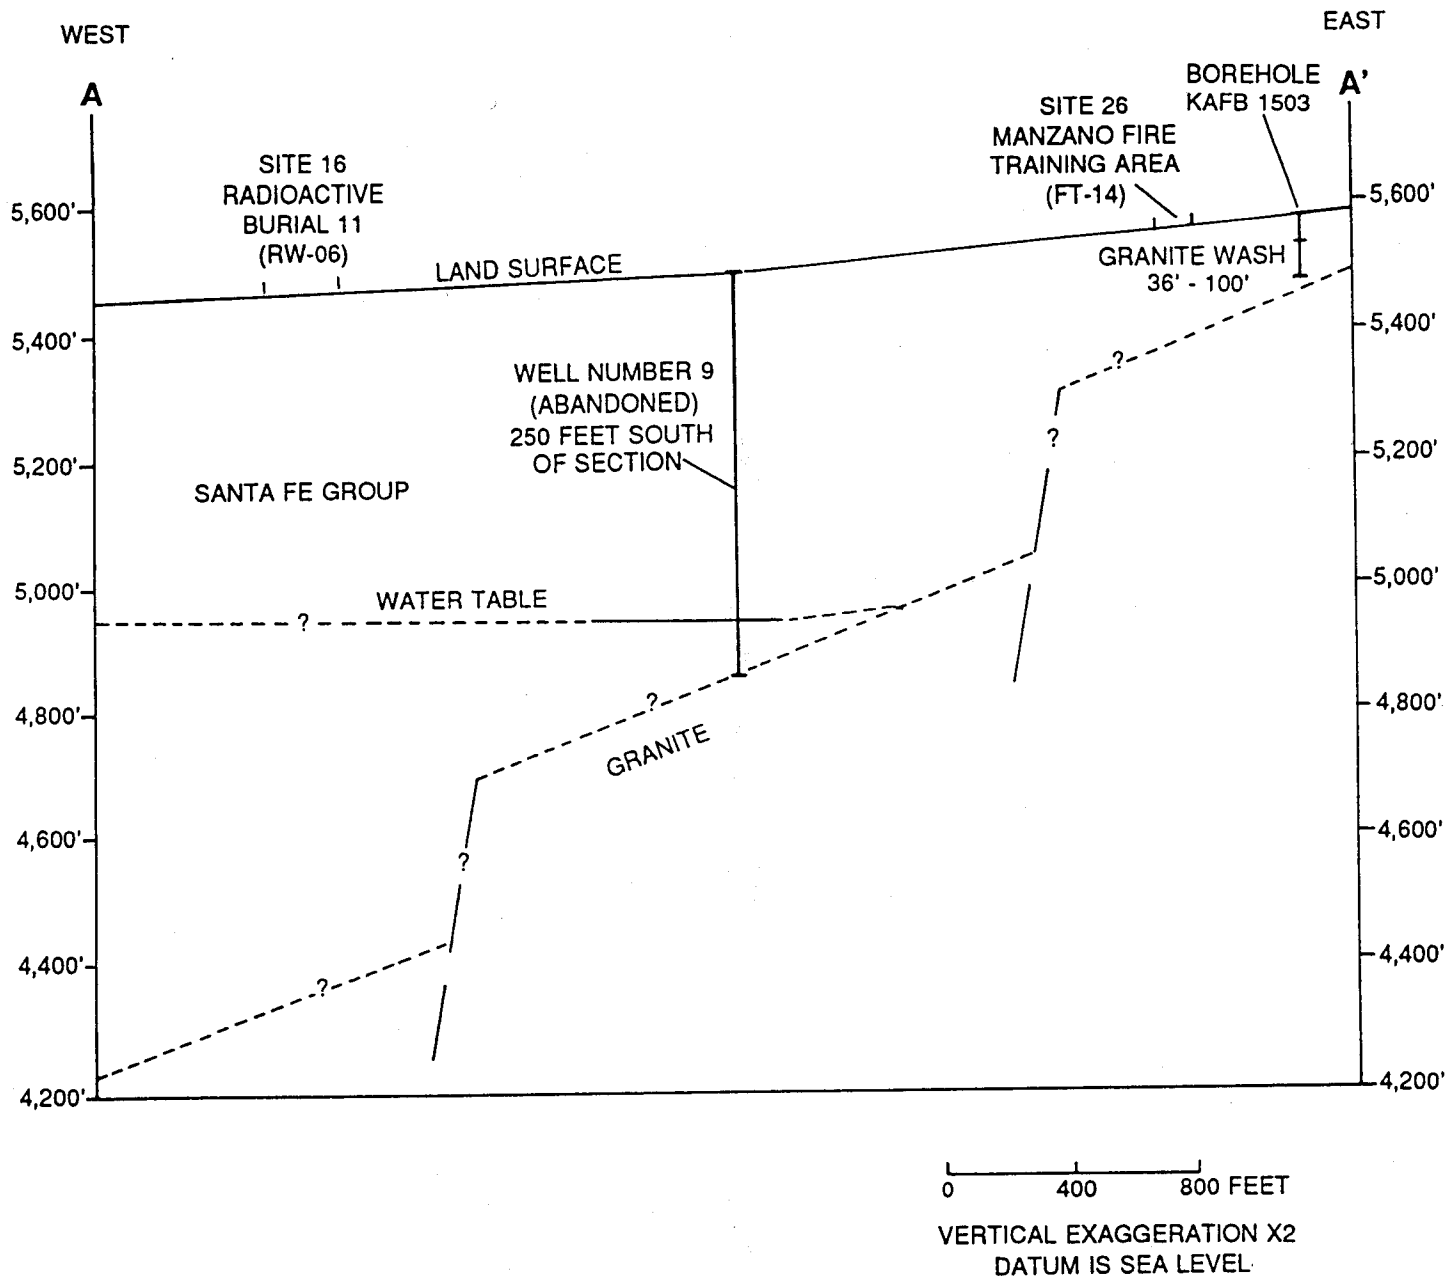 WEST
EAST
A
A'
BOREHOLE
KAFB 1503
SITE 26
MANZANO FIRE
TRAINING AREA
(FT-14)
SITE 16
RADIOACTIVE
BURIAL 11
(RW-06)
5,600'
5,600'
LAND SURFACE
GRANITE WASH
36' - 100'
5,400'
5,400'
?
WELL NUMBER 9
(ABANDONED)
250 FEET SOUTH
OF SECTION
?
5,200'
5,200'
SANTA FE GROUP
5,000'
5,000'
WATER TABLE
?
?
4,800'
4,800'
GRANITE
4,600'
4,600'
?
4,400'
4,400'
?
4,200'
4,200'
0 400 800 FEET
VERTICAL EXAGGERATION X2
DATUM IS SEA LEVEL